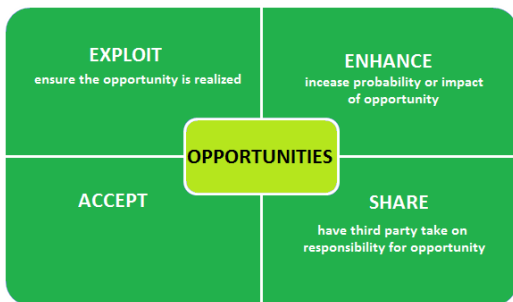 EXPLOIT
ensure the opportunity is realized
ENHANCE
incease probability or impact
of opportunity
OPPORTUNITIES
ACCEPT
SHARE
have third party take on
responsibility for opportunity